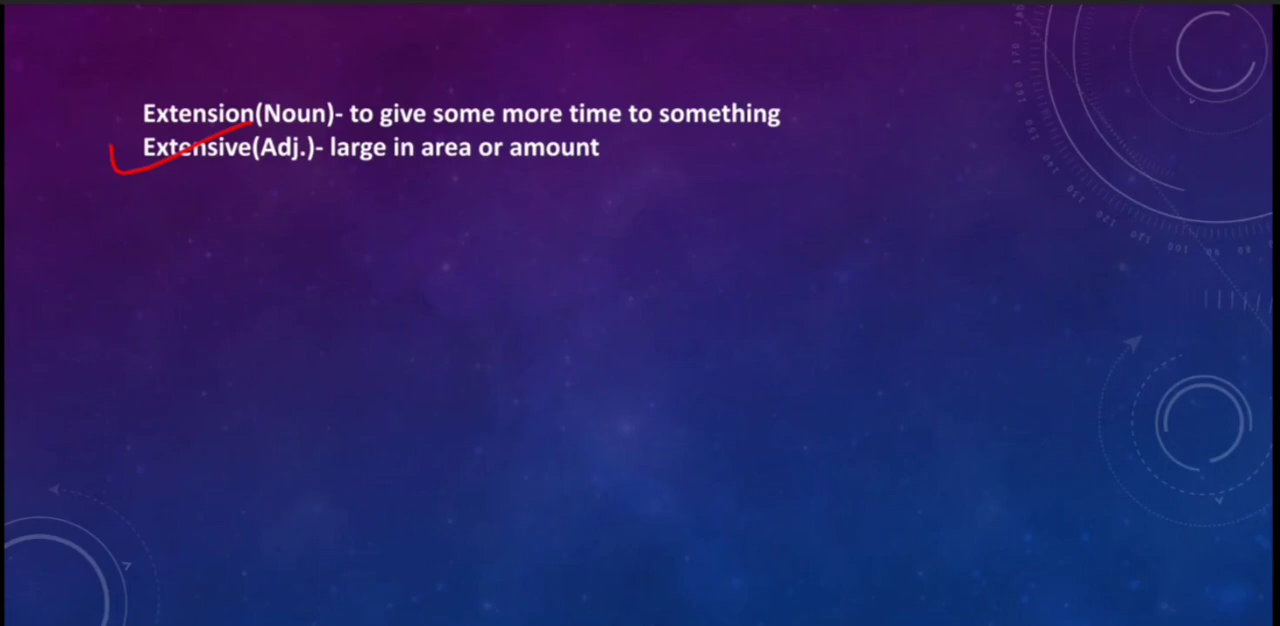 Extension(Noun)- to give some more time to something
Extensive(Adj.)- large in area or amount